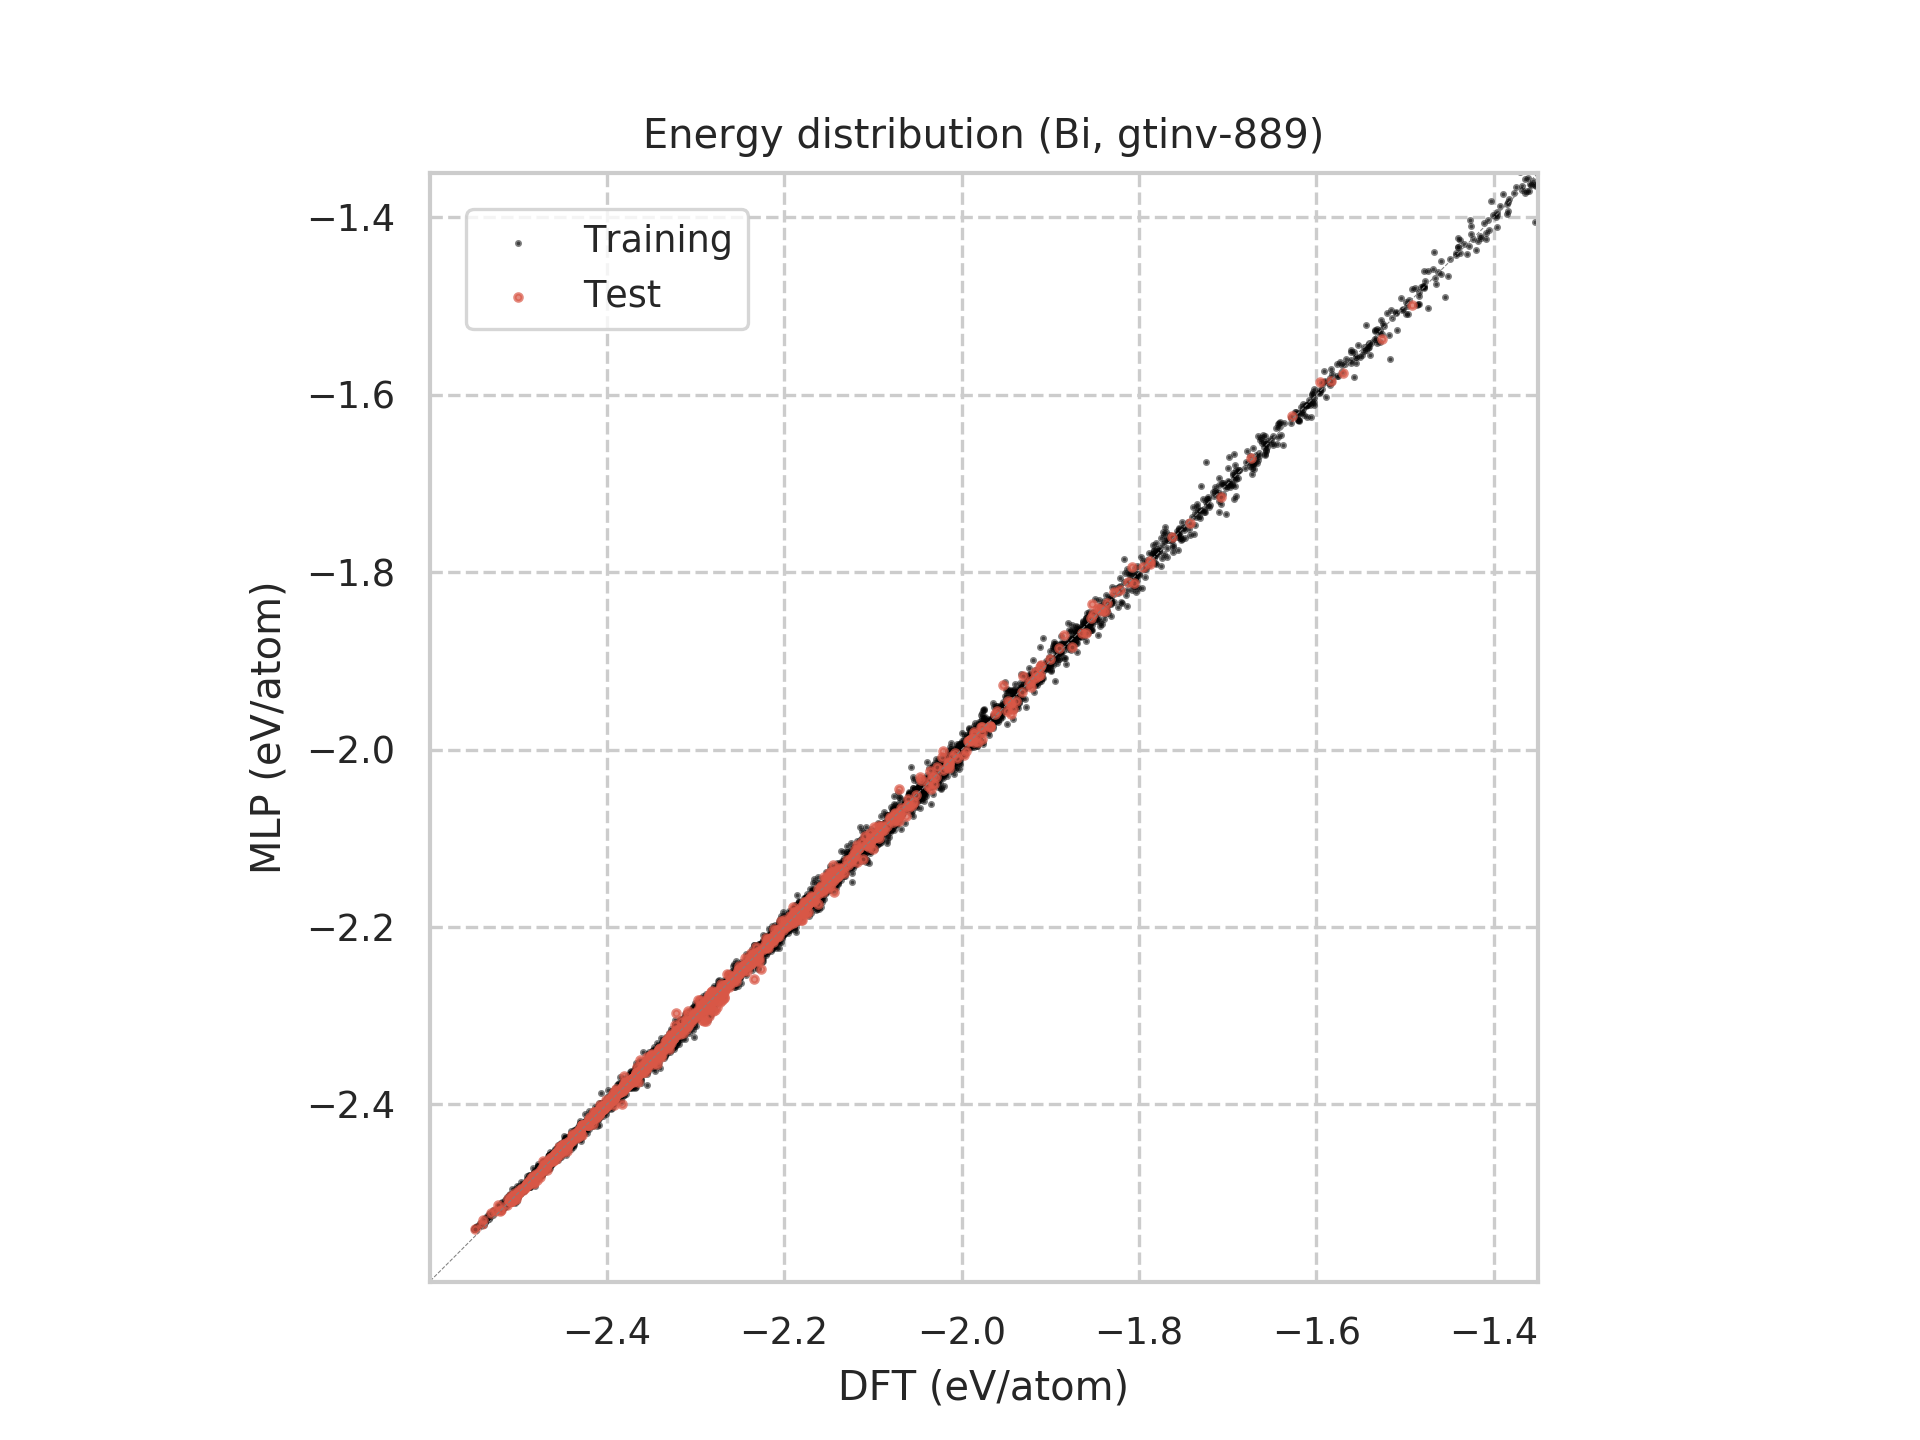 Energy distribution (Bi, gtinv-889)
Training
Test
−1.4
−1.6
−1.8
−2.0
−2.2
−2.4
MLP (eV/atom)
−2.4 −2.2 −2.0 −1.8 −1.6 −1.4
DFT (eV/atom)